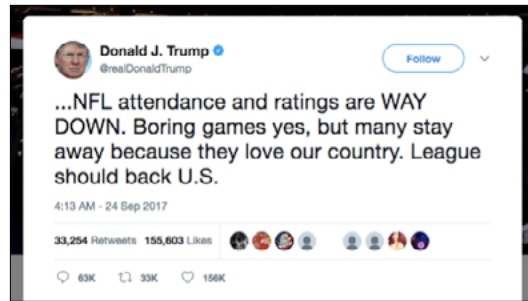 Donald J. Trump
@realDonaldTrump
Follow
...NFL attendance and ratings are WAY
DOWN. Boring games yes, but many stay
away because they love our country. League
should back U.S.
4:13 AM - 24 Sep 2017
33,254 Retweets 155,603 Likes
63K 33K 156K